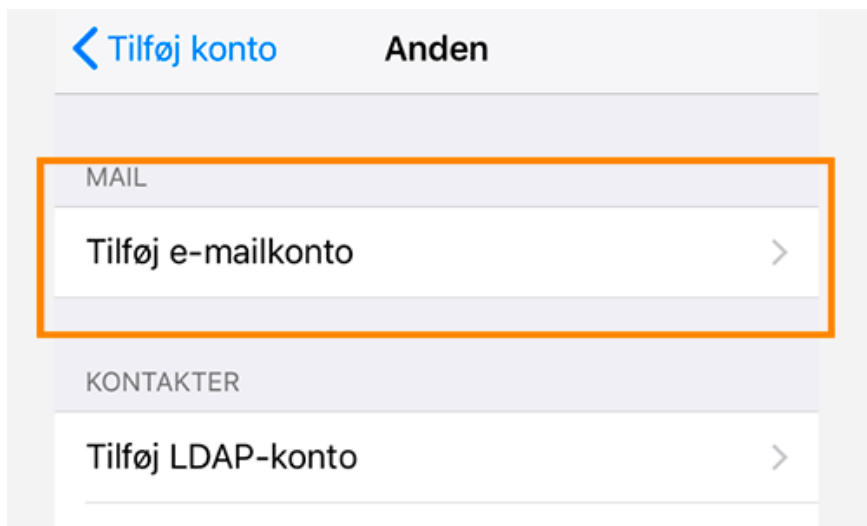 Tilføj konto Anden
MAIL
Tilføj e-mailkonto
KONTAKTER
Tilføj LDAP-konto